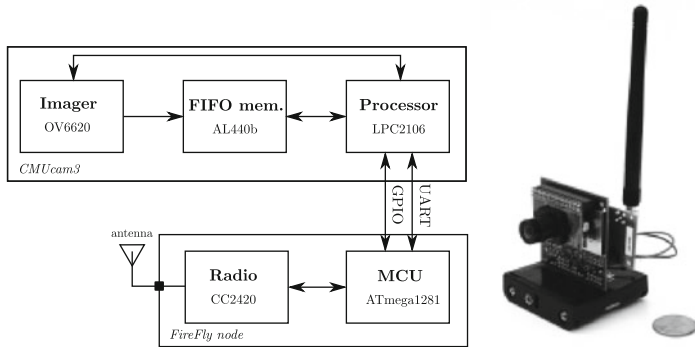 Imager
OV6620
FIFO mem.
AL440b
Processor
LPC2106
CMUcam3
GPIO
UART
antenna
Radio
CC2420
MCU
ATmega1281
FireFly node